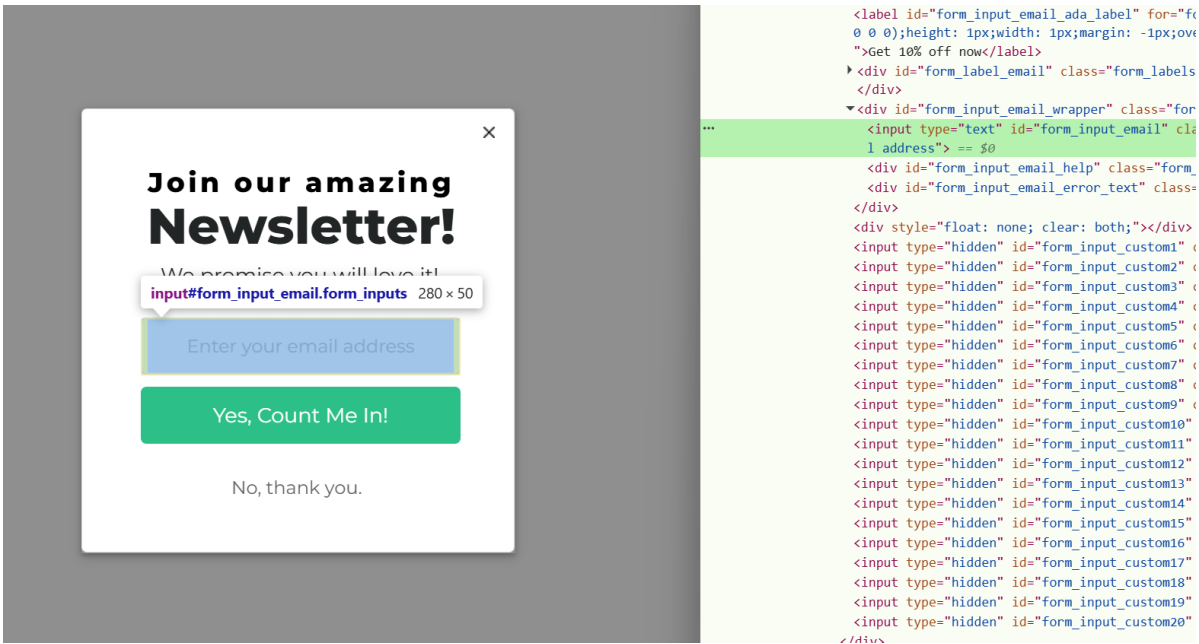 ×
Join our amazing
Newsletter!
We promise you will love it!
input#form_input_email.form_inputs 280 × 50
Enter your email address
Yes, Count Me In!
No, thank you.
<label id="form_input_email_ada_label" for="fo
0 0 0);height: 1px;width: 1px;margin: -1px;ove
">Get 10% off now</label>
<div id="form_label_email" class="form_labels
</div>
<div id="form_input_email_wrapper" class="for
<input type="text" id="form_input_email" cla
l address"> == $0
<div id="form_input_email_help" class="form_
<div id="form_input_email_error_text" class=
</div>
<div style="float: none; clear: both;"></div>
<input type="hidden" id="form_input_custom1" c
<input type="hidden" id="form_input_custom2" c
<input type="hidden" id="form_input_custom3" c
<input type="hidden" id="form_input_custom4" c
<input type="hidden" id="form_input_custom5" c
<input type="hidden" id="form_input_custom6" c
<input type="hidden" id="form_input_custom7" c
<input type="hidden" id="form_input_custom8" c
<input type="hidden" id="form_input_custom9" c
<input type="hidden" id="form_input_custom10"
<input type="hidden" id="form_input_custom11"
<input type="hidden" id="form_input_custom12"
<input type="hidden" id="form_input_custom13"
<input type="hidden" id="form_input_custom14"
<input type="hidden" id="form_input_custom15"
<input type="hidden" id="form_input_custom16"
<input type="hidden" id="form_input_custom17"
<input type="hidden" id="form_input_custom18"
<input type="hidden" id="form_input_custom19"
<input type="hidden" id="form_input_custom20"
</div>